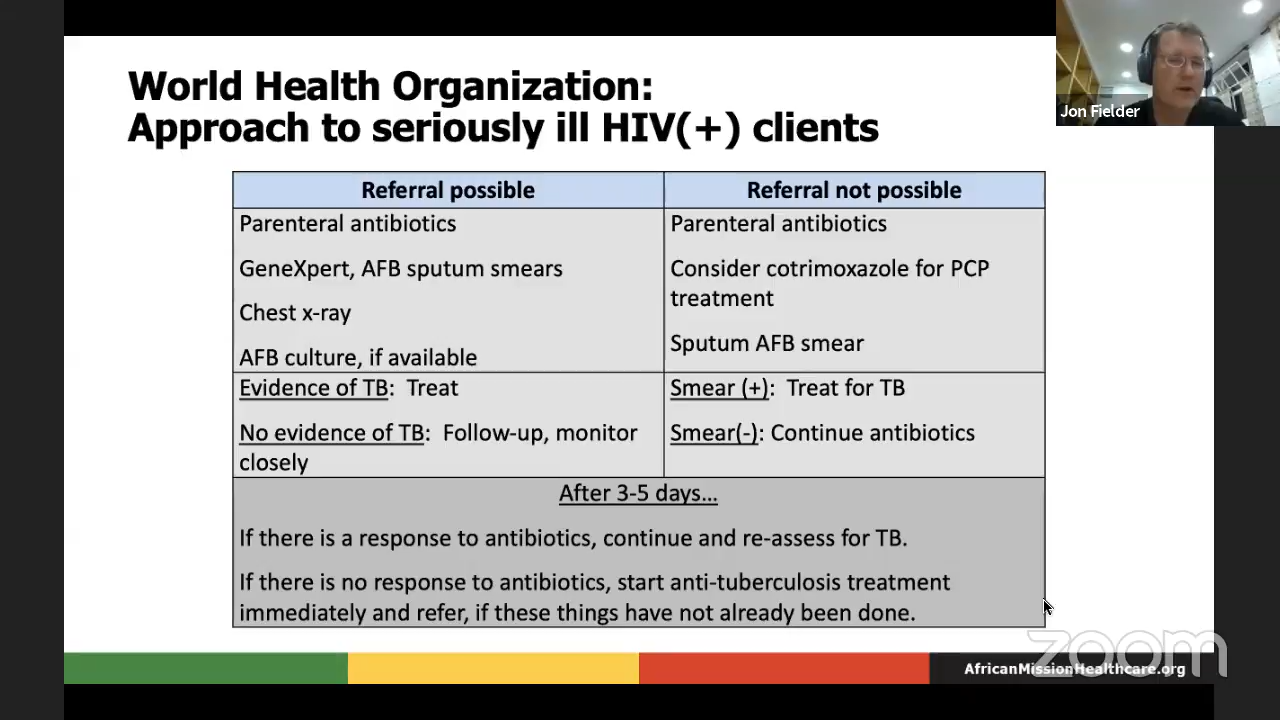 World Health Organization:
Approach to seriously ill HIV(+) clients
Jon Fielder
Referral possible
Referral not possible
Parenteral antibiotics
GeneXpert, AFB sputum smears
Chest x-ray
AFB culture, if available
Parenteral antibiotics
Consider cotrimoxazole for PCP
treatment
Sputum AFB smear
Evidence of TB: Treat
No evidence of TB: Follow-up, monitor
closely
Smear (+): Treat for TB
Smear(-): Continue antibiotics
After 3-5 days…
If there is a response to antibiotics, continue and re-assess for TB.
If there is no response to antibiotics, start anti-tuberculosis treatment
immediately and refer, if these things have not already been done.
zoom
AfricanMissionHealthcare.org